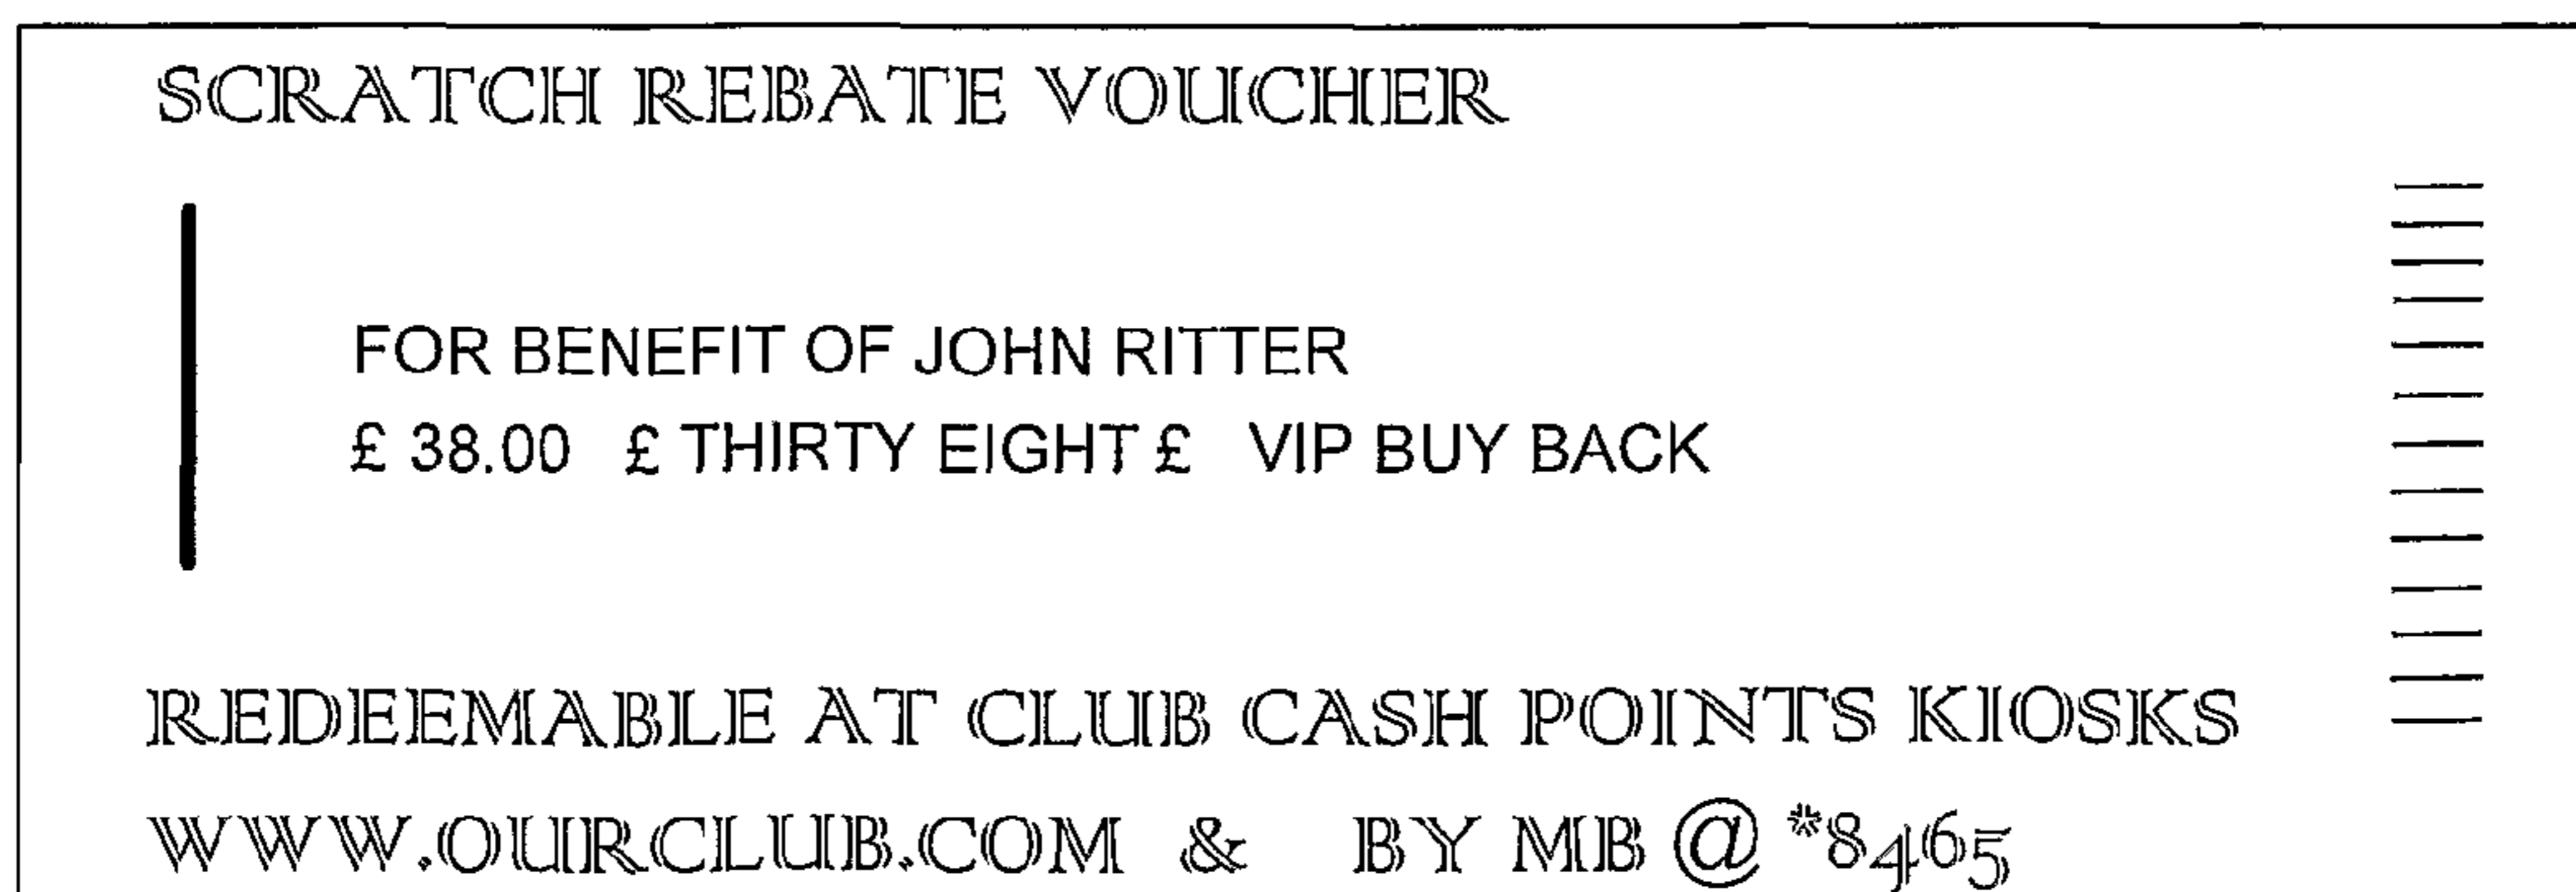 SCRATCH REBATE VOUCHER
FOR BENEFIT OF JOHN RITTER
£ 38.00 £ THIRTY EIGHT £ VIP BUY BACK
REDEEMABLE AT CLUB CASH POINTS KIOSKS
WWW.OURCLUB.COM & BY MB @ *8465